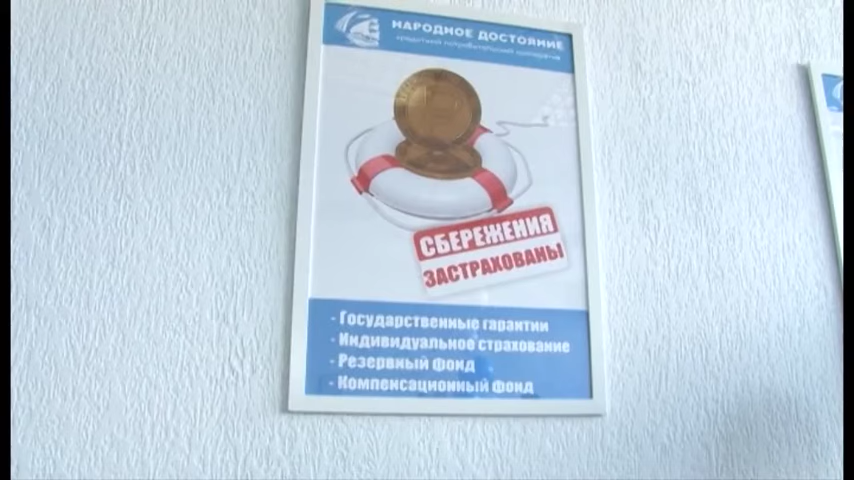 НАРОДНОЕ ДОСТОЯНИЕ
кредитный потребительский кооператив
СБЕРЕЖЕНИЯ
ЗАСТРАХОВАНЫ
- Государственные гарантии
- Индивидуальное страхование
- Резервный фонд
- Компенсационный фонд